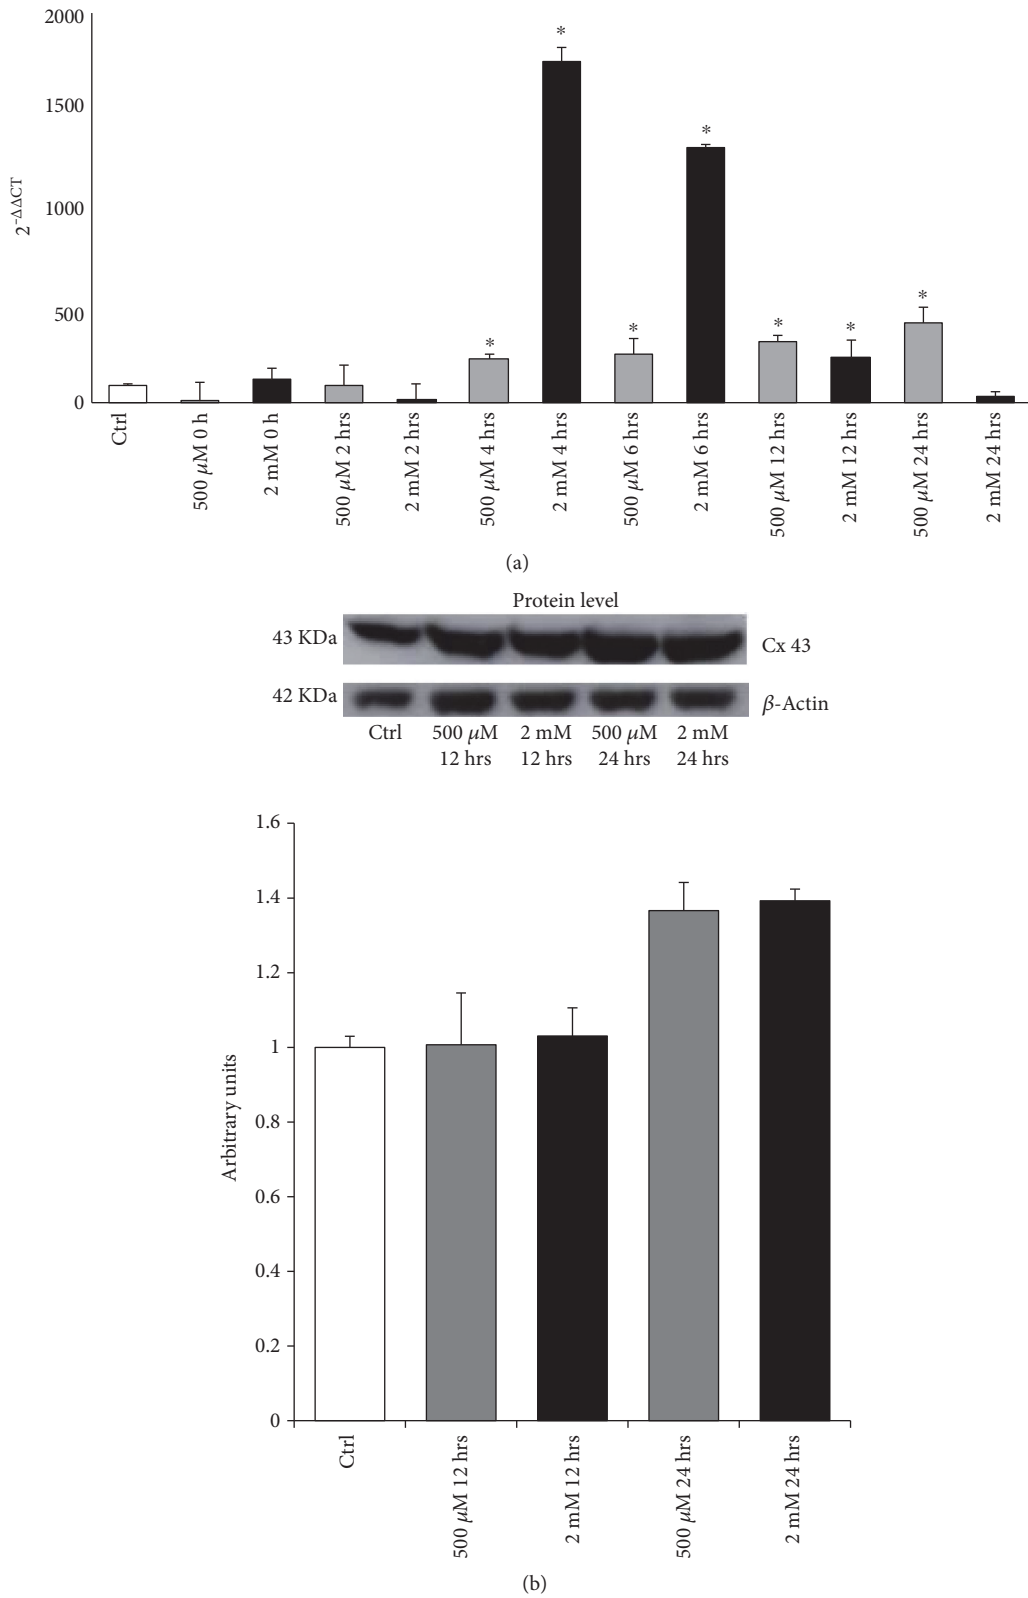 2000
1500
1000
500
0
2^-ΔΔCT
*
*
*
*
*
*
*
Ctrl
500 μM 0 h
2 mM 0 h
500 μM 2 hrs
2 mM 2 hrs
500 μM 4 hrs
2 mM 4 hrs
500 μM 6 hrs
2 mM 6 hrs
500 μM 12 hrs
2 mM 12 hrs
500 μM 24 hrs
2 mM 24 hrs
(a)
Protein level
43 KDa
Cx 43
42 KDa
β-Actin
Ctrl 500 μM 2 mM 500 μM 2 mM
12 hrs 12 hrs 24 hrs 24 hrs
1.6
1.4
1.2
1
0.8
0.6
0.4
0.2
0
Arbitrary units
Ctrl
500 μM 12 hrs
2 mM 12 hrs
500 μM 24 hrs
2 mM 24 hrs
(b)